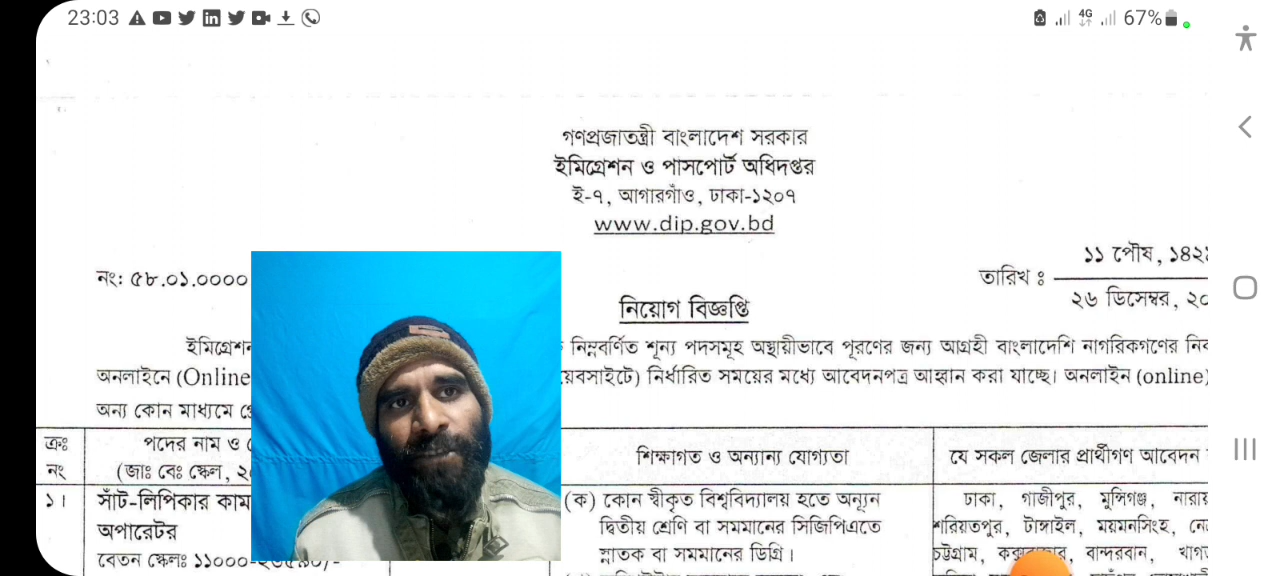 23:03
4G
67%
গণপ্রজাতন্ত্রী বাংলাদেশ সরকার
ইমিগ্রেশন ও পাসপোর্ট অধিদপ্তর
ই-৭, আগারগাঁও, ঢাকা-১২০৭
www.dip.gov.bd
নং: ৫৮.০১.০০০০
তারিখ ঃ ১১ পৌষ,
২৬ ডিসেম্বর,
নিয়োগ বিজ্ঞপ্তি
নিম্নবর্ণিত শূন্য পদসমূহ অস্থায়ীভাবে পূরণের জন্য আগ্রহী বাংলাদেশি নাগরিকগণের
অনলাইনে (Online নির্ধারিত সময়ের মধ্যে আবেদনপত্র আহ্বান করা যাচ্ছে। অনলাইন (online)
অন্য কোন মাধ্যমে
ক্রঃ নং
পদের নাম ও
(জাঃ বেঃ স্কেল,
শিক্ষাগত ও অন্যান্য যোগ্যতা
যে সকল জেলার প্রার্থীগণ আবেদন
১।
সাঁট-লিপিকার
অপারেটর
বেতন স্কেলঃ ১১০০০-২৬৫৯০/-
(ক) কোন স্বীকৃত বিশ্ববিদ্যালয় হতে অন্যূন
দ্বিতীয় শ্রেণি বা সমমানের সিজিপিএতে
স্নাতক বা সমমানের ডিগ্রি।
ঢাকা, গাজীপুর, মুন্সিগঞ্জ,
শরিয়তপুর, টাঙ্গাইল, ময়মনসিংহ,
চট্টগ্রাম, বান্দরবান,